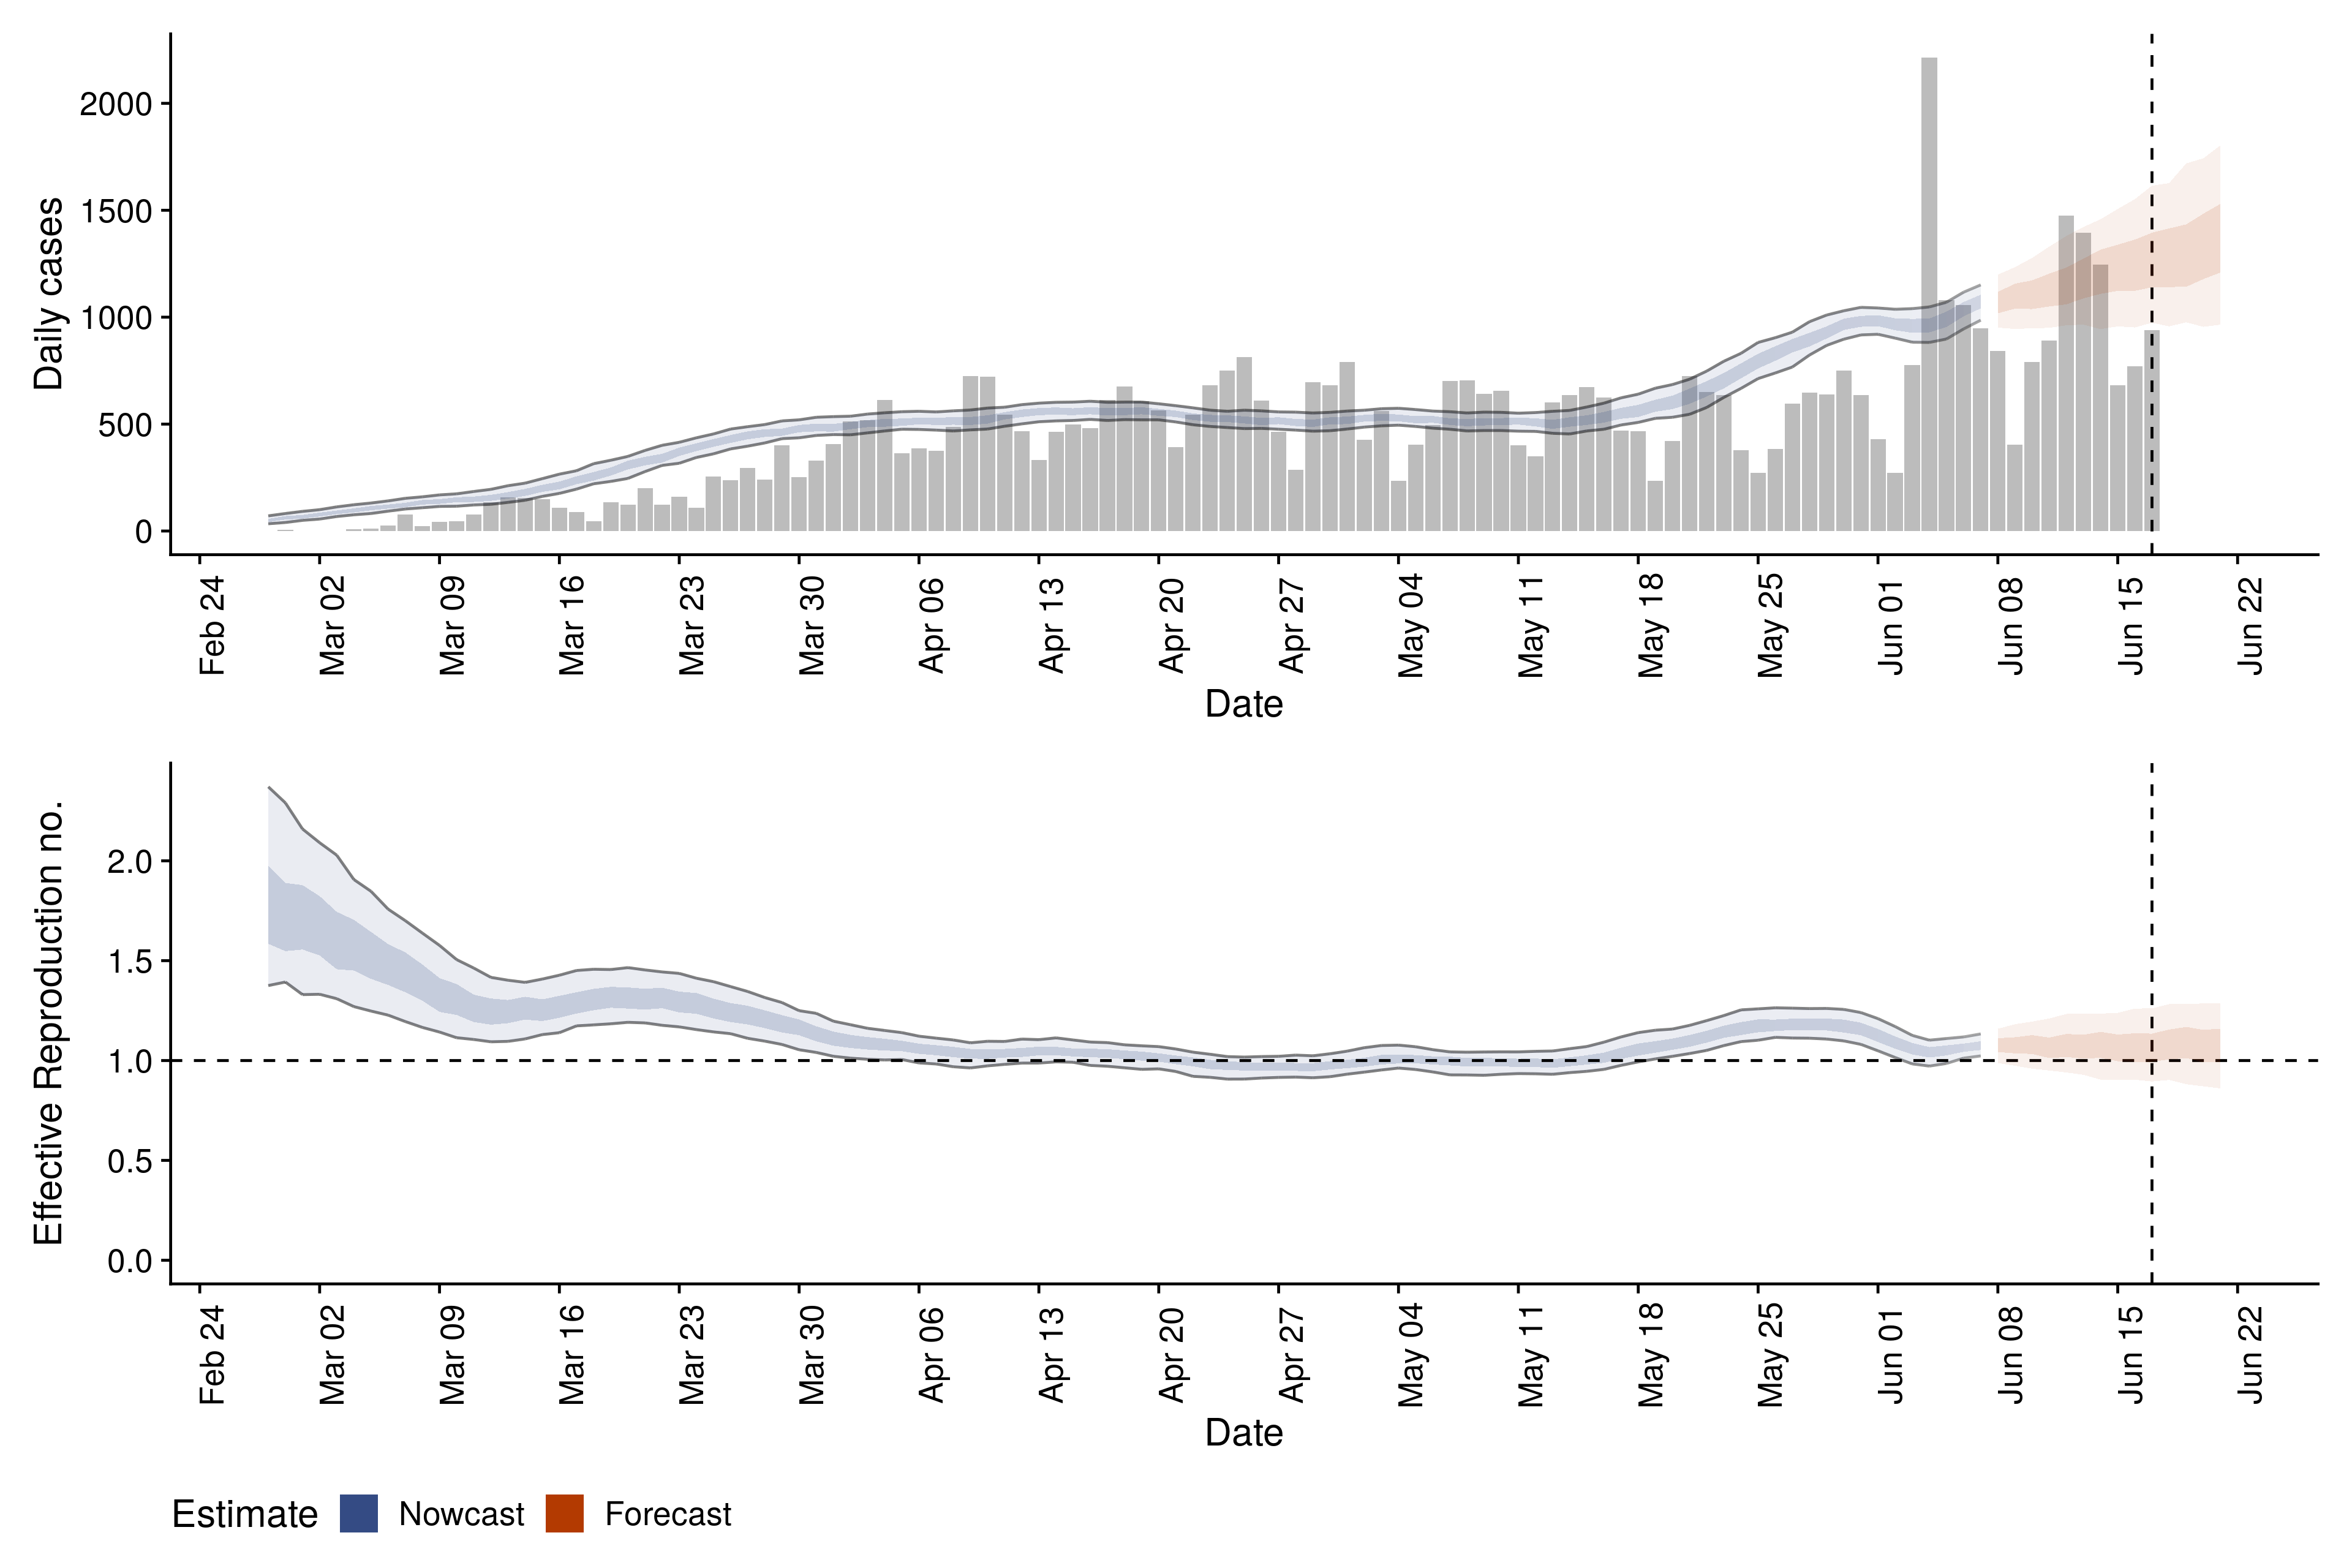 Daily cases
2000
1500
1000
500
0
Feb 24 Mar 02 Mar 09 Mar 16 Mar 23 Mar 30 Apr 06 Apr 13 Apr 20 Apr 27 May 04 May 11 May 18 May 25 Jun 01 Jun 08 Jun 15 Jun 22
Date
Effective Reproduction no.
2.0
1.5
1.0
0.5
0.0
Feb 24 Mar 02 Mar 09 Mar 16 Mar 23 Mar 30 Apr 06 Apr 13 Apr 20 Apr 27 May 04 May 11 May 18 May 25 Jun 01 Jun 08 Jun 15 Jun 22
Date
Estimate Nowcast Forecast